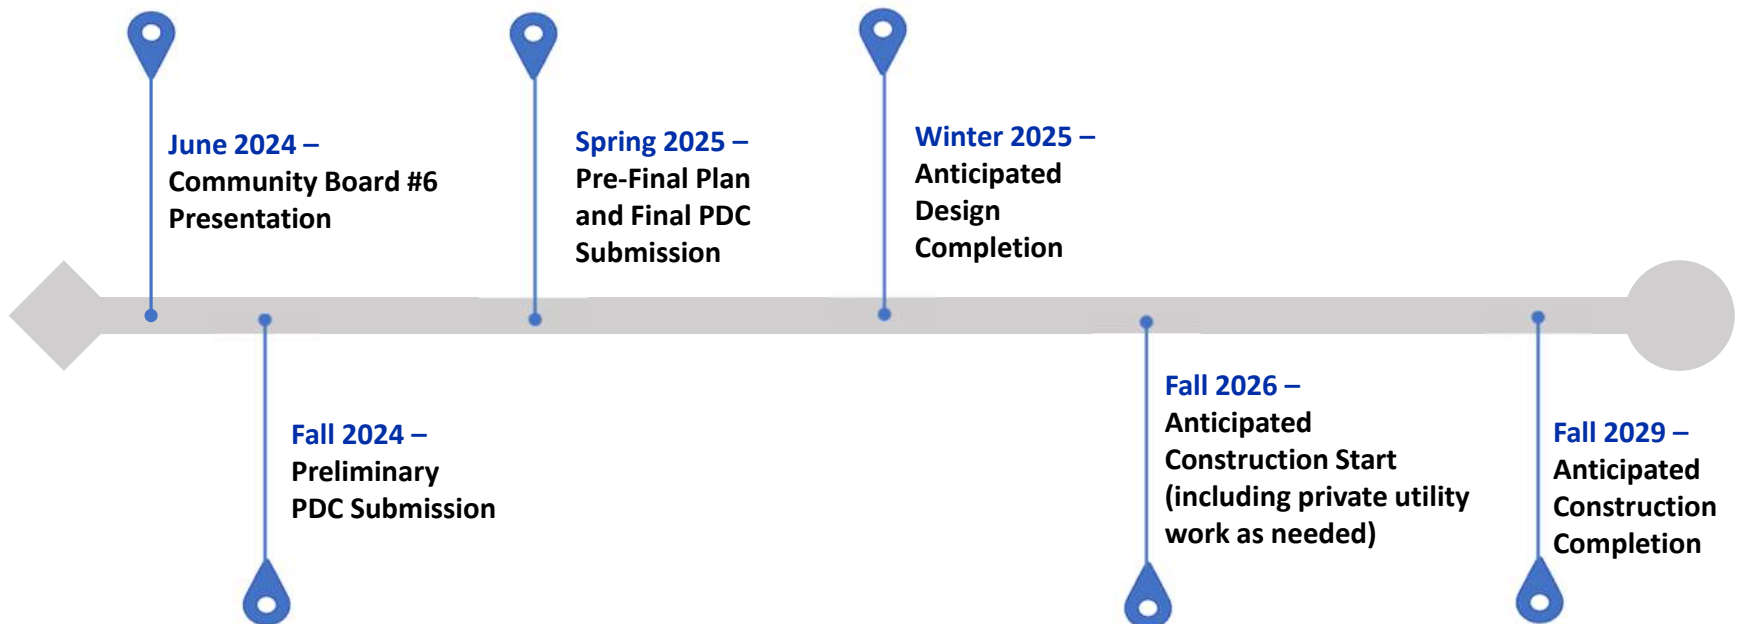 June 2024 –
Community Board #6
Presentation
Fall 2024 –
Preliminary
PDC Submission
Spring 2025 –
Pre-Final Plan
and Final PDC
Submission
Winter 2025 –
Anticipated
Design
Completion
Fall 2026 –
Anticipated
Construction Start
(including private utility
work as needed)
Fall 2029 –
Anticipated
Construction
Completion